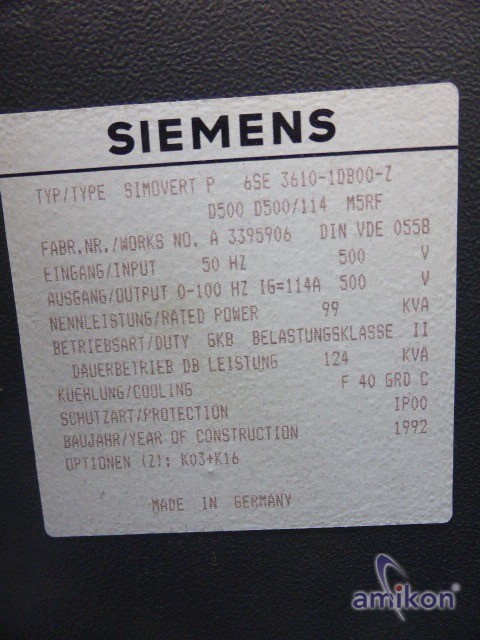 SIEMENS
TYP/TYPE SIMOVERT P 6SE 3610-1DB00-Z
D500 D500/114 M5RF
FABR.NR./WORKS NO. A 3395906 DIN VDE 0558
EINGANG/INPUT 50 HZ 500 V
AUSGANG/OUTPUT 0-100 HZ IG=114A 500 V
NENNLEISTUNG/RATED POWER 99 KVA
BETRIEBSART/DUTY GKB BELASTUNGSKLASSE II
DAUERBETRIEB DB LEISTUNG 124 KVA
KUEHLUNG/COOLING F 40 GRD C
SCHUTZART/PROTECTION IP00
BAUJAHR/YEAR OF CONSTRUCTION 1992
OPTIONEN (Z): K03+K16
MADE IN GERMANY
amikon